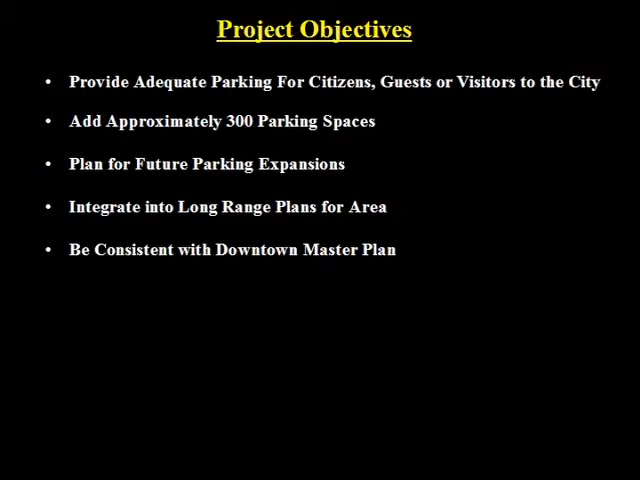 Project Objectives
• Provide Adequate Parking For Citizens, Guests or Visitors to the City
• Add Approximately 300 Parking Spaces
• Plan for Future Parking Expansions
• Integrate into Long Range Plans for Area
• Be Consistent with Downtown Master Plan